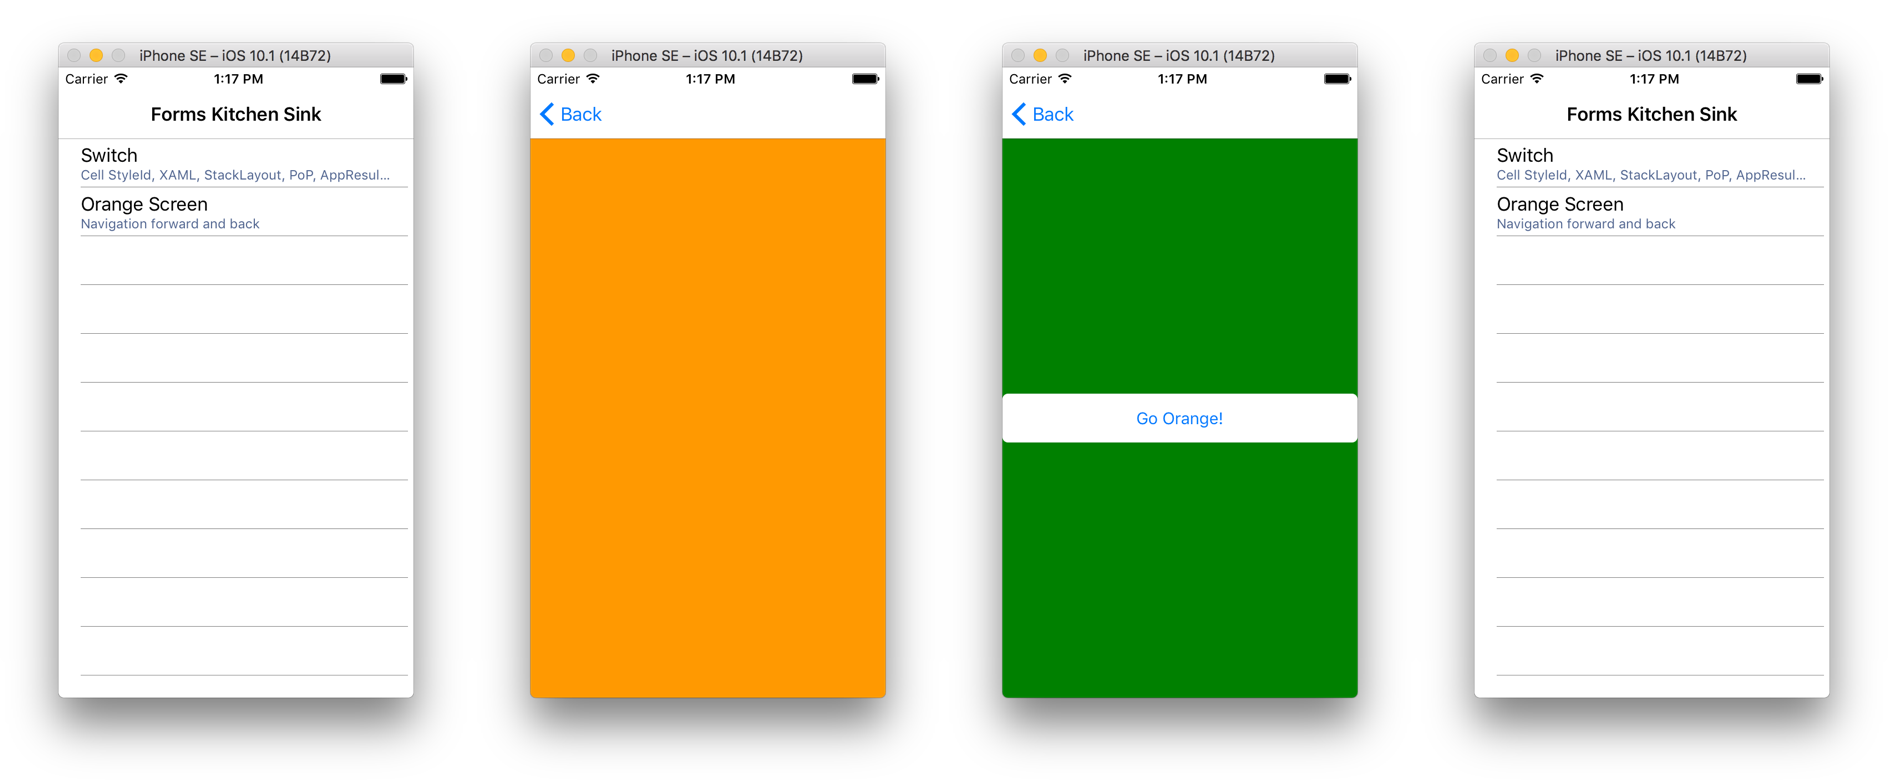 iPhone SE – iOS 10.1 (14B72)
Carrier 1:17 PM
Forms Kitchen Sink
Switch
Cell StyleId, XAML, StackLayout, PoP, AppResul...
Orange Screen
Navigation forward and back
iPhone SE – iOS 10.1 (14B72)
Carrier 1:17 PM
Back
iPhone SE – iOS 10.1 (14B72)
Carrier 1:17 PM
Back
Go Orange!
iPhone SE – iOS 10.1 (14B72)
Carrier 1:17 PM
Forms Kitchen Sink
Switch
Cell StyleId, XAML, StackLayout, PoP, AppResul...
Orange Screen
Navigation forward and back